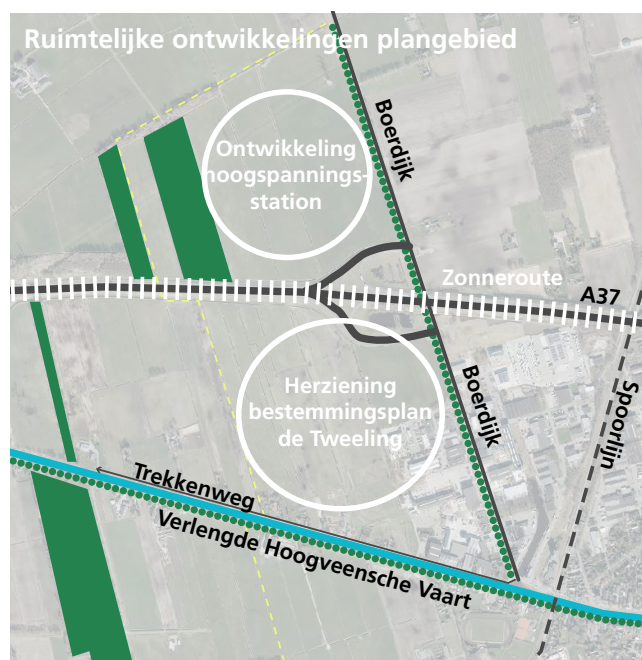 Ruimtelijke ontwikkelingen plangebied
Boerdijk
Ontwikkeling
hoogspannings-
station
Zonneroute
A37
Herziening
bestemmingsplan
de Tweeling
Boerdijk
Spoorlijn
Trekkenweg
Verlengde Hoogveensche Vaart